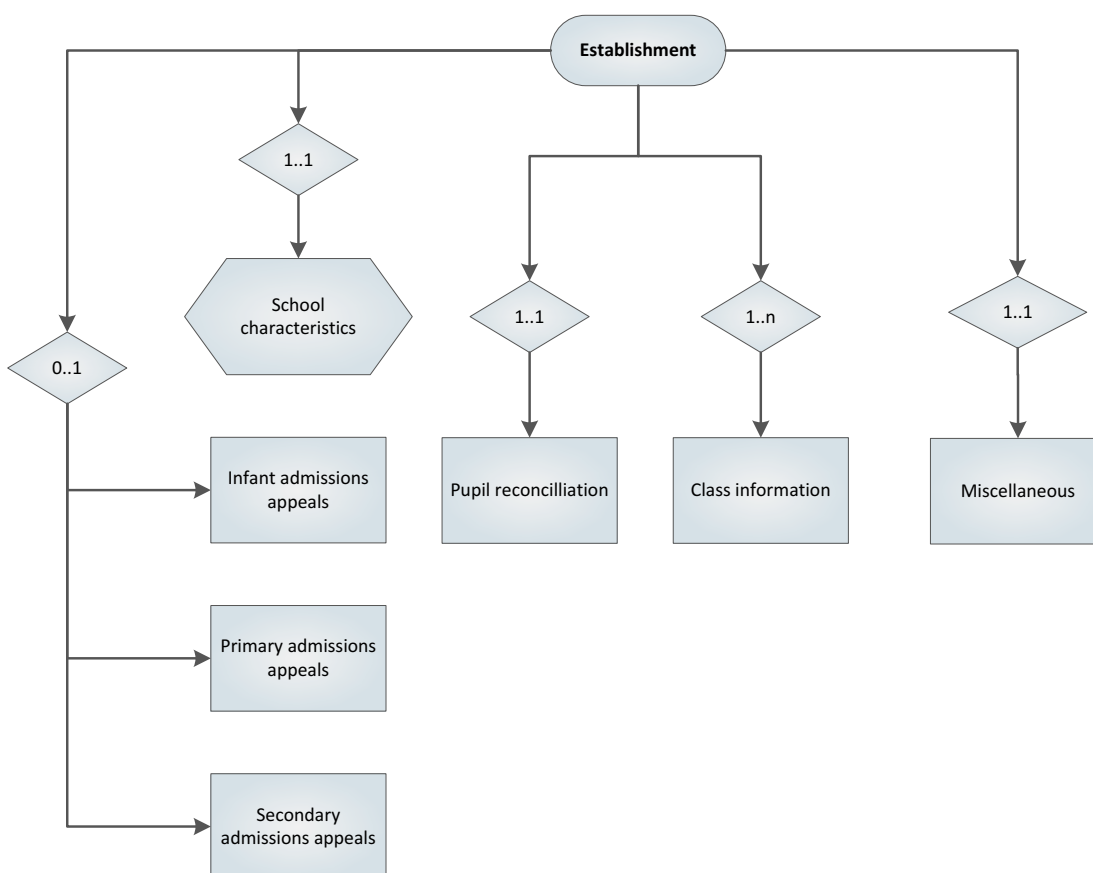 Establishment
1..1
School
characteristics
0..1
1..1
1..n
1..1
Infant admissions
appeals
Pupil reconcilliation
Class information
Miscellaneous
Primary admissions
appeals
Secondary
admissions appeals